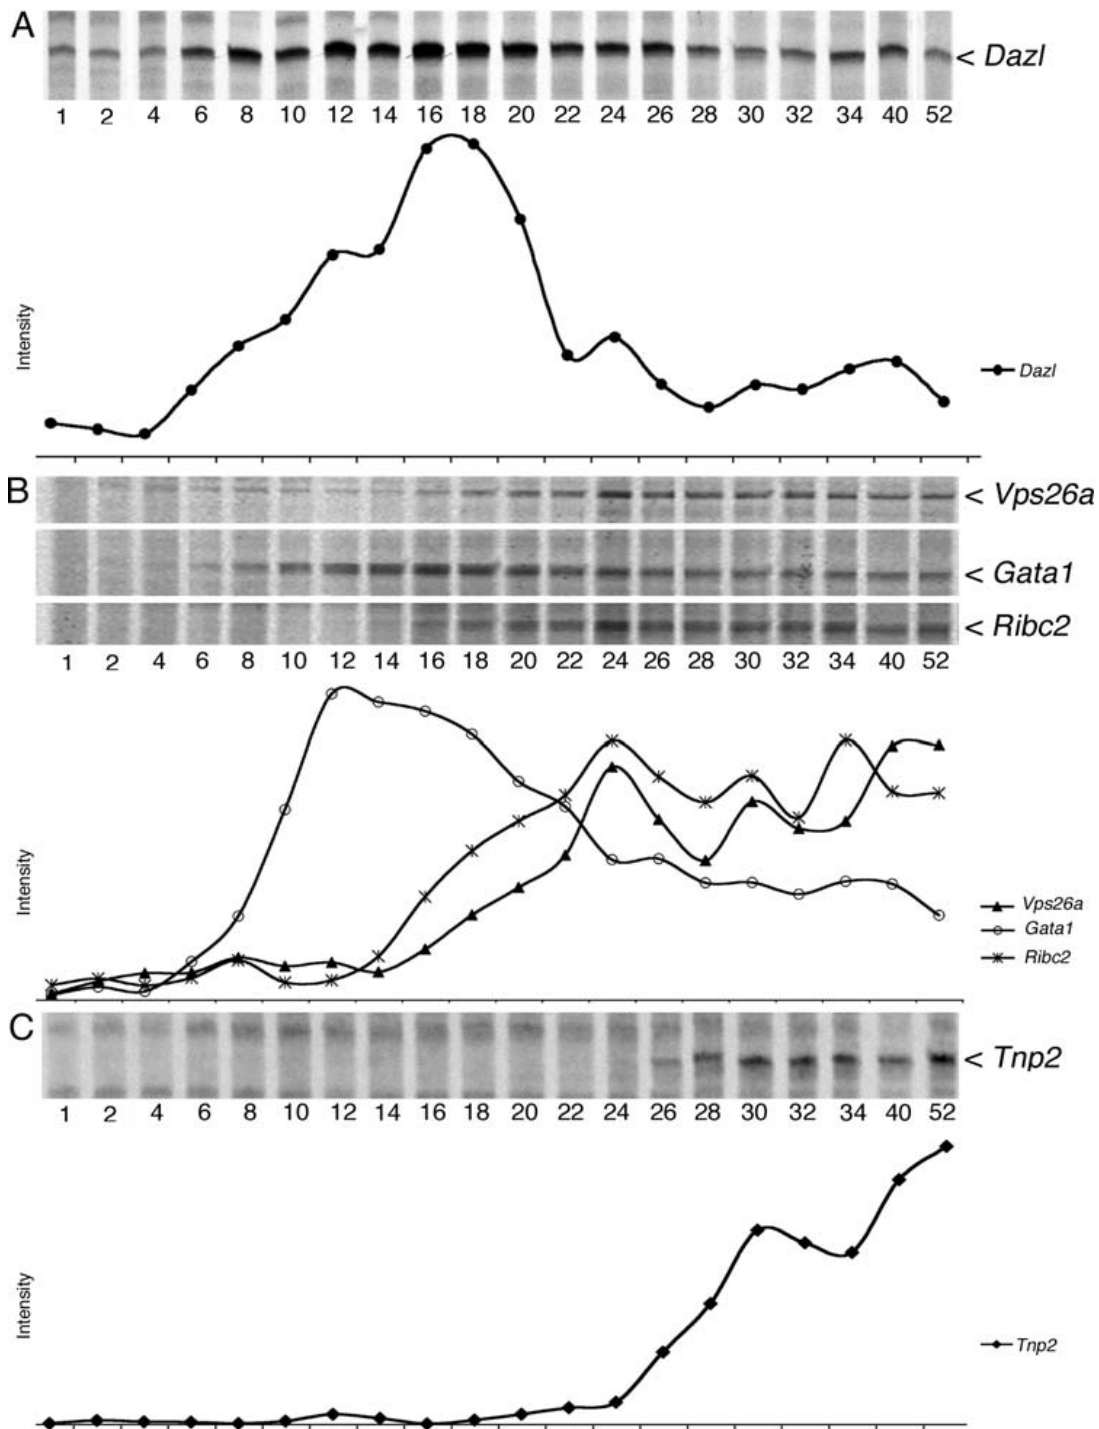 A
< Dazl
1 2 4 6 8 10 12 14 16 18 20 22 24 26 28 30 32 34 40 52
Intensity
Dazl
B
< Vps26a
< Gata1
< Ribc2
1 2 4 6 8 10 12 14 16 18 20 22 24 26 28 30 32 34 40 52
Intensity
Vps26a
Gata1
Ribc2
C
< Tnp2
1 2 4 6 8 10 12 14 16 18 20 22 24 26 28 30 32 34 40 52
Intensity
Tnp2